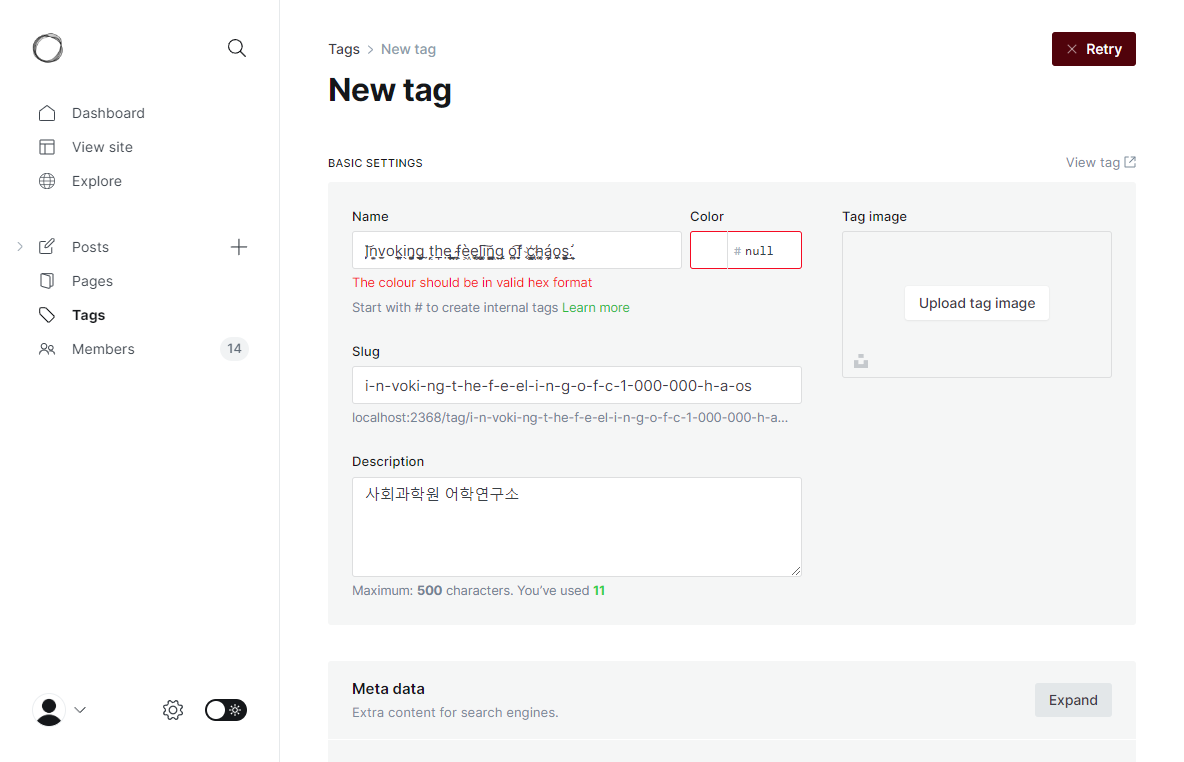 Tags > New tag
Retry
New tag
Dashboard
View site
Explore
Posts
Pages
Tags
Members 14
BASIC SETTINGS
View tag
Name
Invoking the feeling of chaos.
Color
# null
The colour should be in valid hex format
Start with # to create internal tags Learn more
Slug
i-n-voki-ng-t-he-f-e-el-i-n-g-o-f-c-1-000-000-h-a-os
localhost:2368/tag/i-n-voki-ng-t-he-f-e-el-i-n-g-o-f-c-1-000-000-h-a...
Description
사회과학원 어학연구소
Maximum: 500 characters. You've used 11
Tag image
Upload tag image
Meta data
Extra content for search engines.
Expand